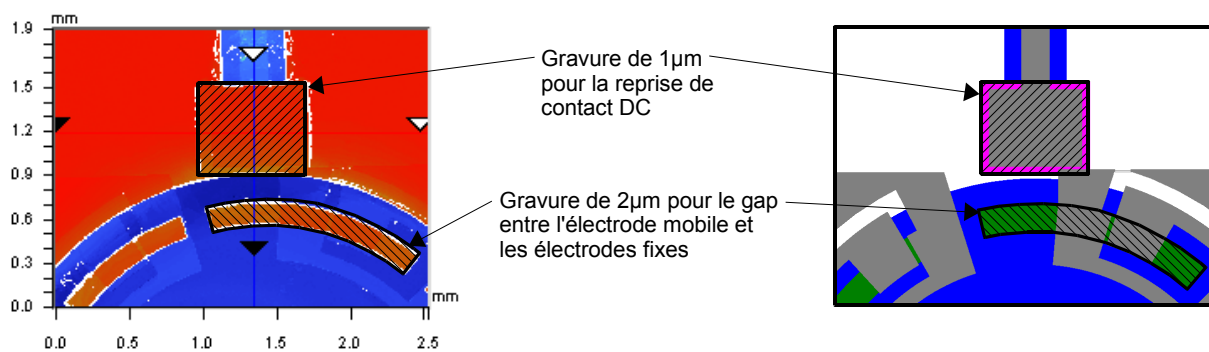 mm
1.9
1.5
1.2
0.9
0.6
0.3
0.0
mm
0.0 0.5 1.0 1.5 2.0 2.5
Gravure de 1µm
pour la reprise de
contact DC
Gravure de 2µm pour le gap
entre l'électrode mobile et
les électrodes fixes